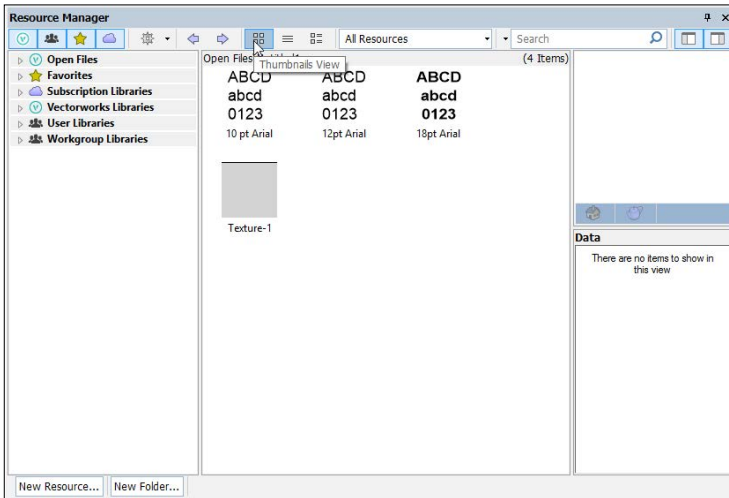 Resource Manager
All Resources
Search
Thumbnails View
Open Files
Favorites
Subscription Libraries
Vectorworks Libraries
User Libraries
Workgroup Libraries
Open Files
(4 Items)
ABCD
abcd
0123
10 pt Arial
ABCD
abcd
0123
12pt Arial
ABCD
abcd
0123
18pt Arial
Texture-1
Data
There are no items to show in
this view
New Resource...
New Folder...